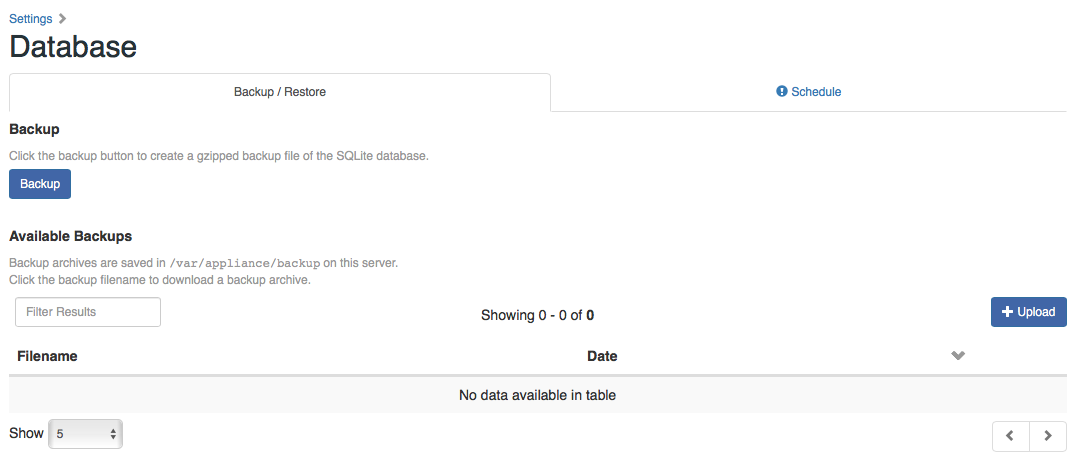 Settings
Database
Backup / Restore
Schedule
Backup
Click the backup button to create a gzipped backup file of the SQLite database.
Backup
Available Backups
Backup archives are saved in /var/appliance/backup on this server.
Click the backup filename to download a backup archive.
Filter Results
Showing 0 - 0 of 0
Upload
Filename Date
No data available in table
Show 5